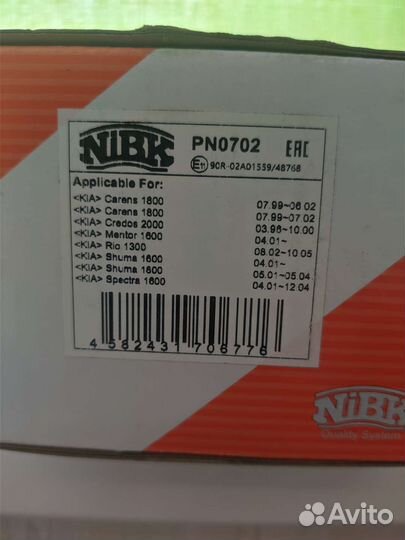 NiBK PN0702 EAC
E11 90R-02A01559/48768
Applicable For:
<KIA> Carens 1800 07.99~06.02
<KIA> Carens 1800 07.99~07.02
<KIA> Credos 2000 03.96~10.00
<KIA> Mentor 1600 04.01~
<KIA> Rio 1300 08.02~10.05
<KIA> Shuma 1600 04.01~
<KIA> Shuma 1800 05.01~05.04
<KIA> Spectra 1600 04.01~12.04
4 582431 706776
NiBK
Quality System
Avito